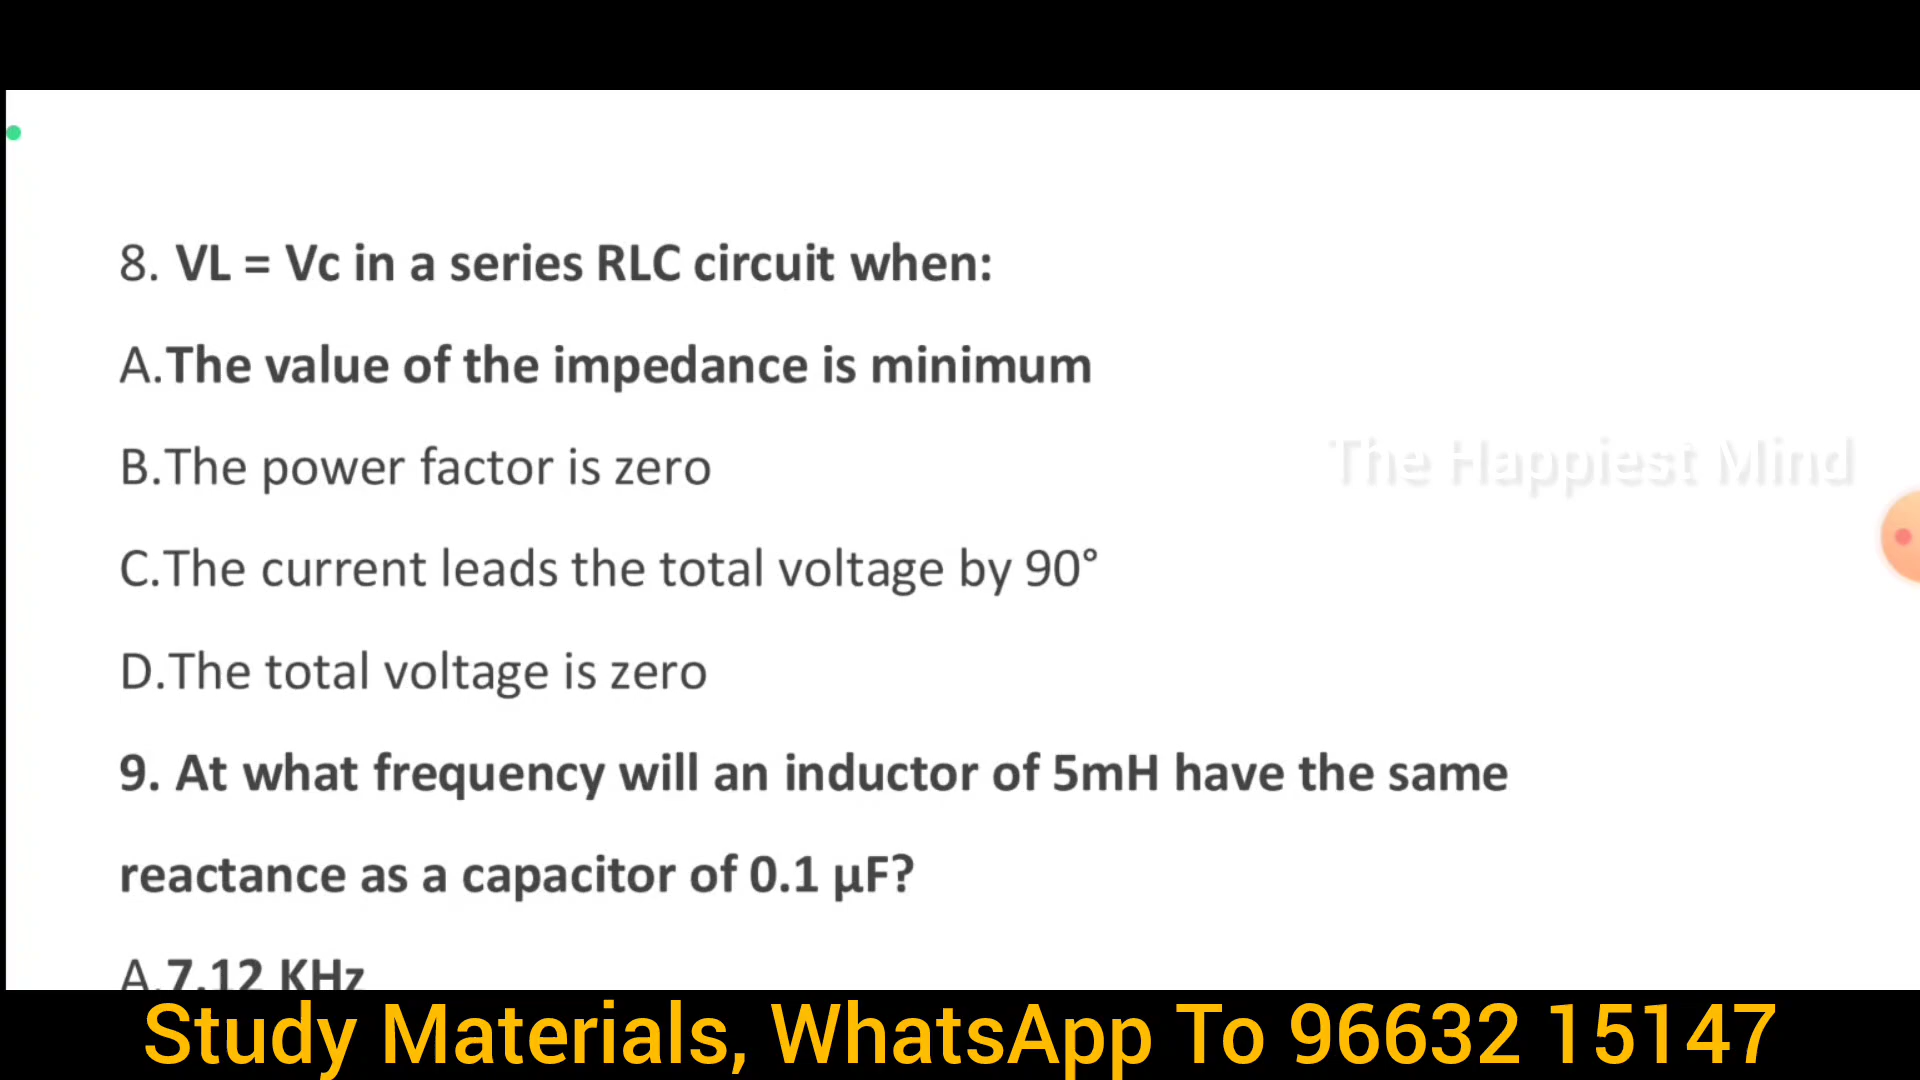 8. VL = Vc in a series RLC circuit when:
A.The value of the impedance is minimum
B.The power factor is zero
The Happiest Mind
C.The current leads the total voltage by 90°
D.The total voltage is zero
9. At what frequency will an inductor of 5mH have the same
reactance as a capacitor of 0.1 µF?
A.7.12 KHz
Study Materials, WhatsApp To 96632 15147